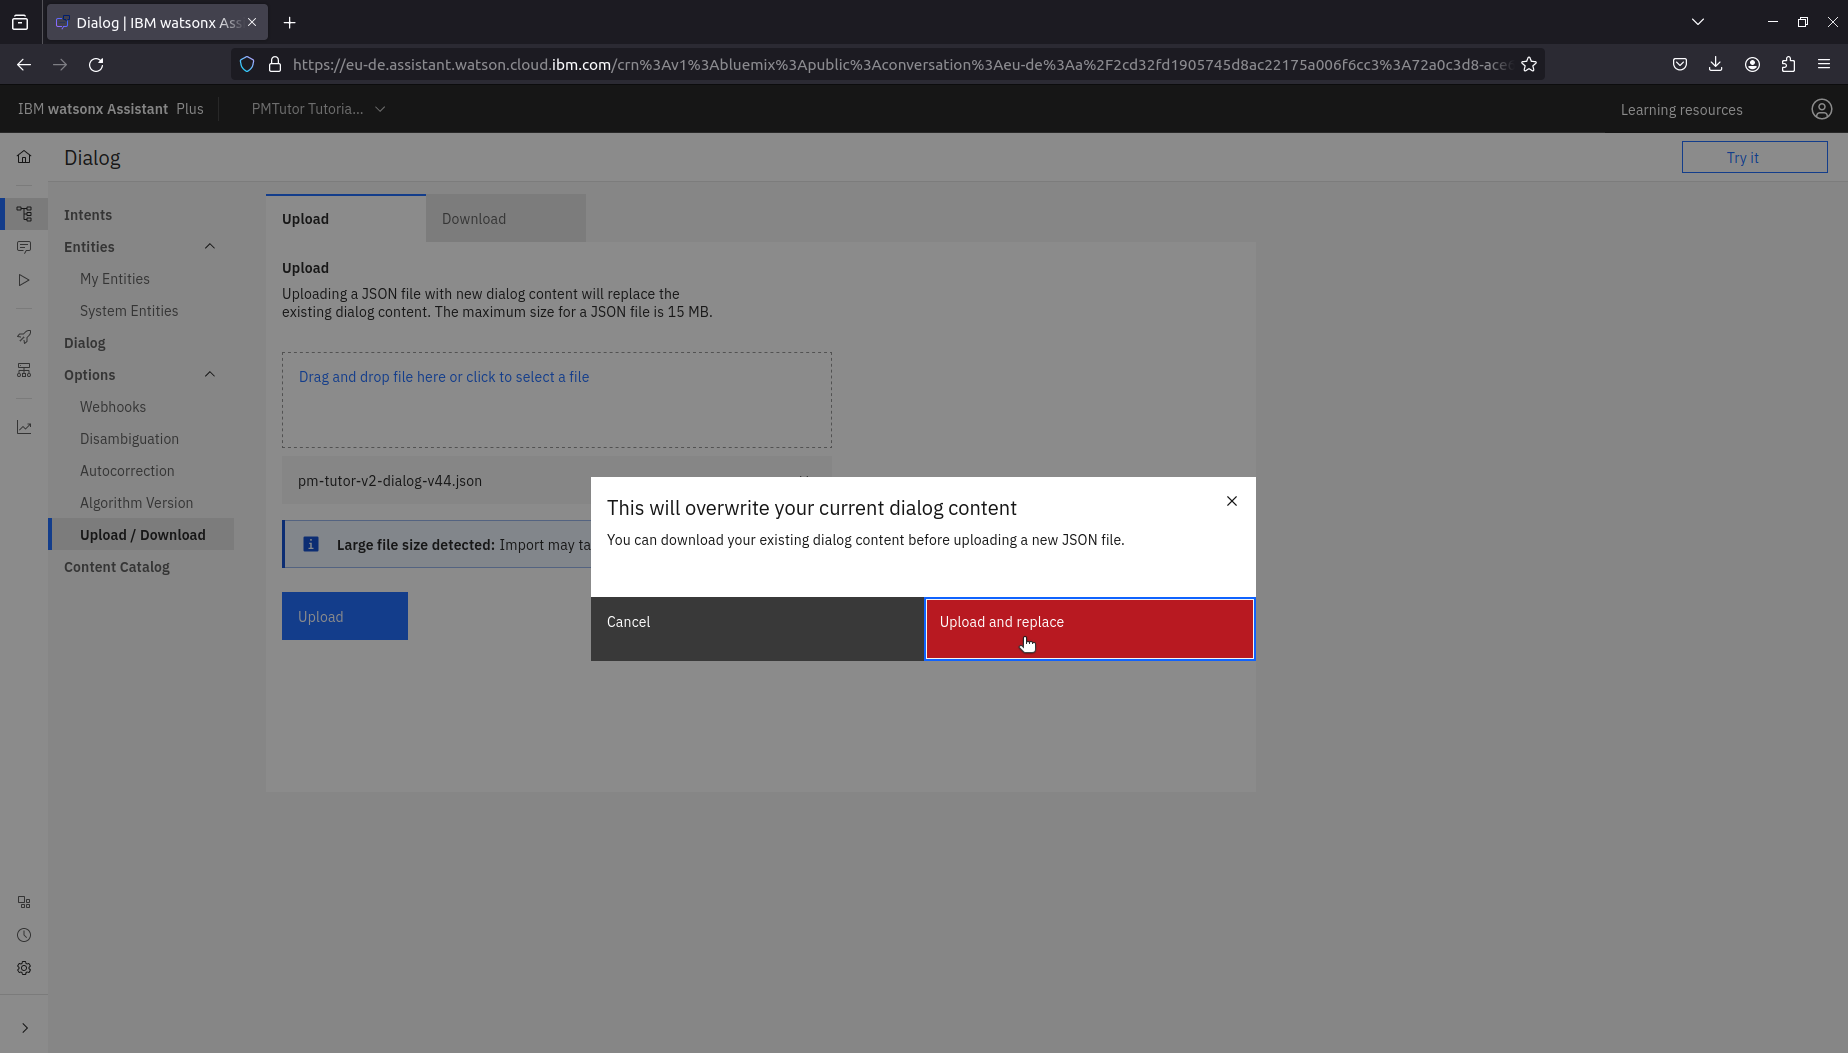 Dialog | IBM watsonx Ass
https://eu-de.assistant.watson.cloud.ibm.com/crn%3Av1%3Abluemix%3Apublic%3Aconversation%3Aeu-de%3Aa%2F2cd32fd1905745d8ac22175a006f6cc3%3A72a0c3d8-acec
IBM watsonx Assistant Plus
PMTutor Tutoria...
Learning resources
Dialog
Try it
Intents
Entities
My Entities
System Entities
Dialog
Options
Webhooks
Disambiguation
Autocorrection
Algorithm Version
Upload / Download
Content Catalog
Upload
Download
Upload
Uploading a JSON file with new dialog content will replace the
existing dialog content. The maximum size for a JSON file is 15 MB.
Drag and drop file here or click to select a file
pm-tutor-v2-dialog-v44.json
Large file size detected: Import may ta
Upload
This will overwrite your current dialog content
You can download your existing dialog content before uploading a new JSON file.
Cancel
Upload and replace